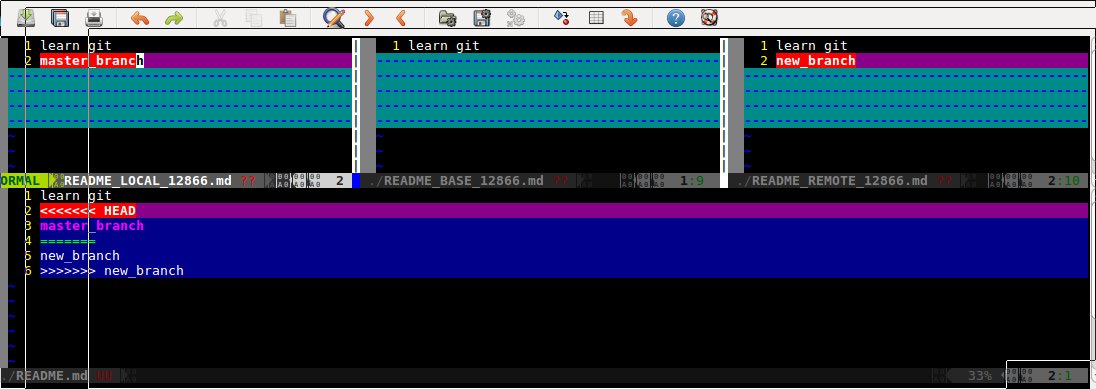 1 learn git
2 master_branch
1 learn git
1 learn git
2 new_branch
ORMAL README_LOCAL_12866.md ?? 2
./README_BASE_12866.md ?? 1:9
./README_REMOTE_12866.md ?? 2:10
1 learn git
2 <<<<<<< HEAD
3 master_branch
4 =======
5 new_branch
6 >>>>>>> new_branch
./README.md 33% 2:1